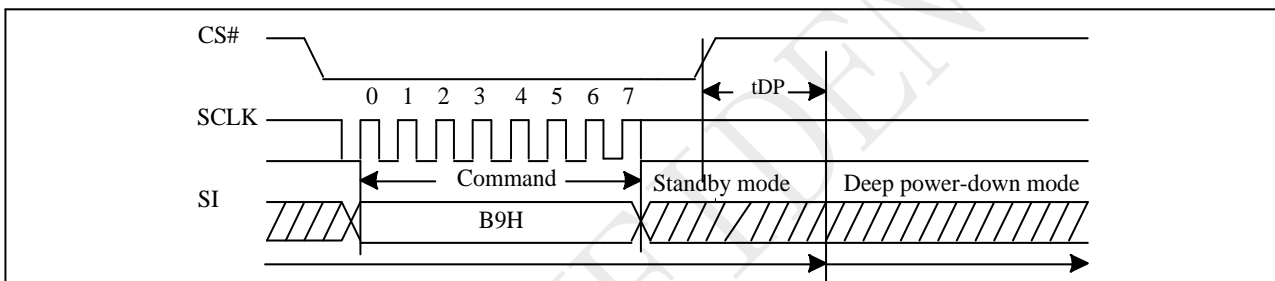 CS#
tDP
0 1 2 3 4 5 6 7
SCLK
Command
Standby mode
Deep power-down mode
SI
B9H